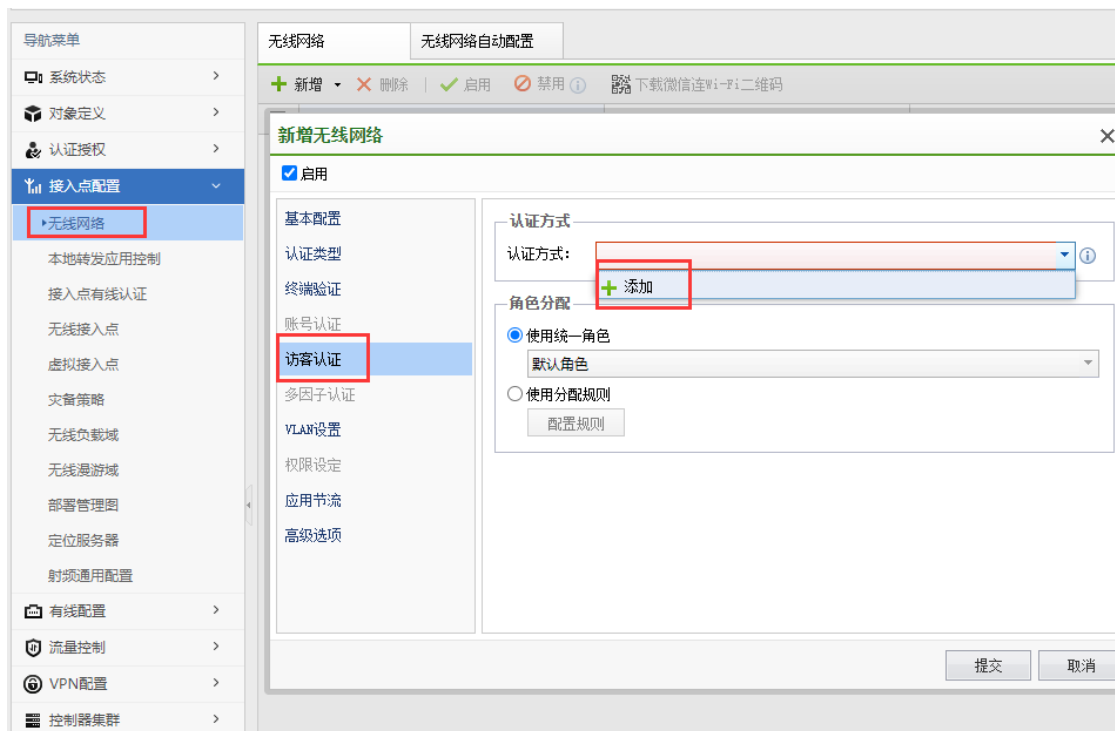 导航菜单
系统状态
对象定义
认证授权
接入点配置
无线网络
本地转发应用控制
接入点有线认证
无线接入点
虚拟接入点
灾备策略
无线负载域
无线漫游域
部署管理图
定位服务器
射频通用配置
有线配置
流量控制
VPN配置
控制器集群
无线网络
无线网络自动配置
新增
删除
启用
禁用
下载微信连Wi-Fi二维码
新增无线网络
启用
基本配置
认证类型
终端验证
账号认证
访客认证
多因子认证
VLAN设置
权限设定
应用节流
高级选项
认证方式
认证方式：
添加
角色分配
使用统一角色
默认角色
使用分配规则
配置规则
提交
取消